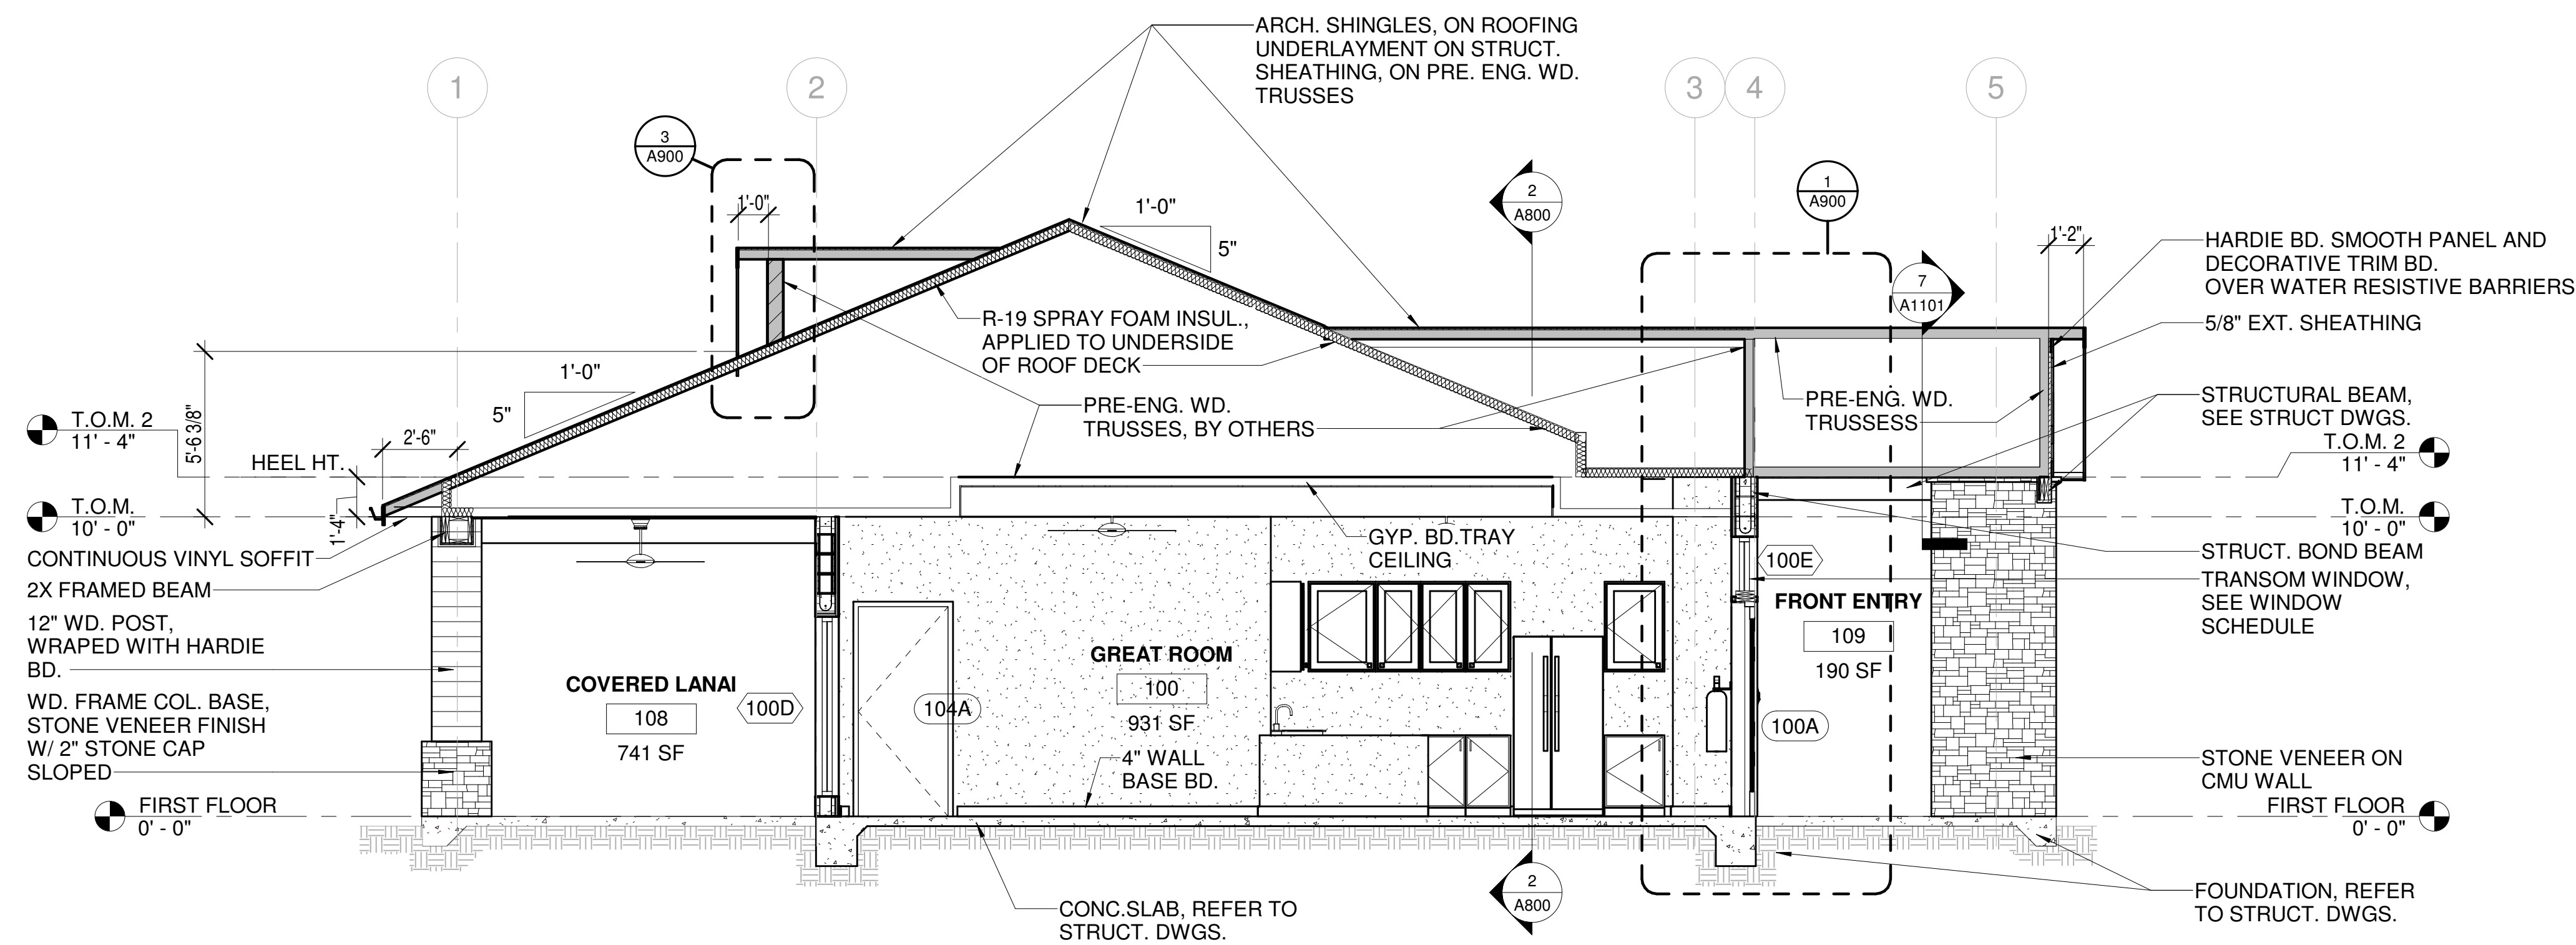 ARCH. SHINGLES, ON ROOFING
UNDERLAYMENT ON STRUCT.
SHEATHING, ON PRE. ENG. WD.
TRUSSES
1
2
3
4
5
3
A900
1'-0"
1'-0"
5"
2
A800
1
A900
7
A1101
1'-2"
HARDIE BD. SMOOTH PANEL AND
DECORATIVE TRIM BD.
OVER WATER RESISTIVE BARRIERS
5/8" EXT. SHEATHING
R-19 SPRAY FOAM INSUL.,
APPLIED TO UNDERSIDE
OF ROOF DECK
1'-0"
5"
PRE-ENG. WD.
TRUSSES, BY OTHERS
PRE-ENG. WD.
TRUSSESS
STRUCTURAL BEAM,
SEE STRUCT DWGS.
T.O.M. 2
11' - 4"
5'-6 3/8"
2'-6"
HEEL HT.
1'-4"
T.O.M. 2
11' - 4"
T.O.M.
10' - 0"
T.O.M.
10' - 0"
GYP. BD.TRAY
CEILING
CONTINUOUS VINYL SOFFIT
2X FRAMED BEAM
12" WD. POST,
WRAPED WITH HARDIE
BD.
WD. FRAME COL. BASE,
STONE VENEER FINISH
W/ 2" STONE CAP
SLOPED
STRUCT. BOND BEAM
TRANSOM WINDOW,
SEE WINDOW
SCHEDULE
100E
FRONT ENTRY
109
190 SF
GREAT ROOM
100
931 SF
COVERED LANAI
108
741 SF
100D
104A
100A
4" WALL
BASE BD.
STONE VENEER ON
CMU WALL
FIRST FLOOR
0' - 0"
FIRST FLOOR
0' - 0"
2
A800
CONC.SLAB, REFER TO
STRUCT. DWGS.
FOUNDATION, REFER
TO STRUCT. DWGS.